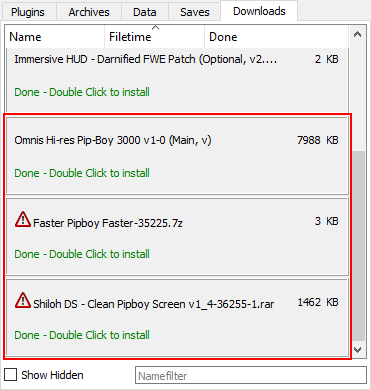 Plugins Archives Data Saves Downloads
Name Filetime Done
Immersive HUD - Darnified FWE Patch (Optional, v2.... 2 KB
Done - Double Click to install
Omnis Hi-res Pip-Boy 3000 v1-0 (Main, v) 7988 KB
Done - Double Click to install
Faster Pipboy Faster-35225.7z 3 KB
Done - Double Click to install
Shiloh DS - Clean Pipboy Screen v1_4-36255-1.rar 1462 KB
Done - Double Click to install
Show Hidden Namefilter